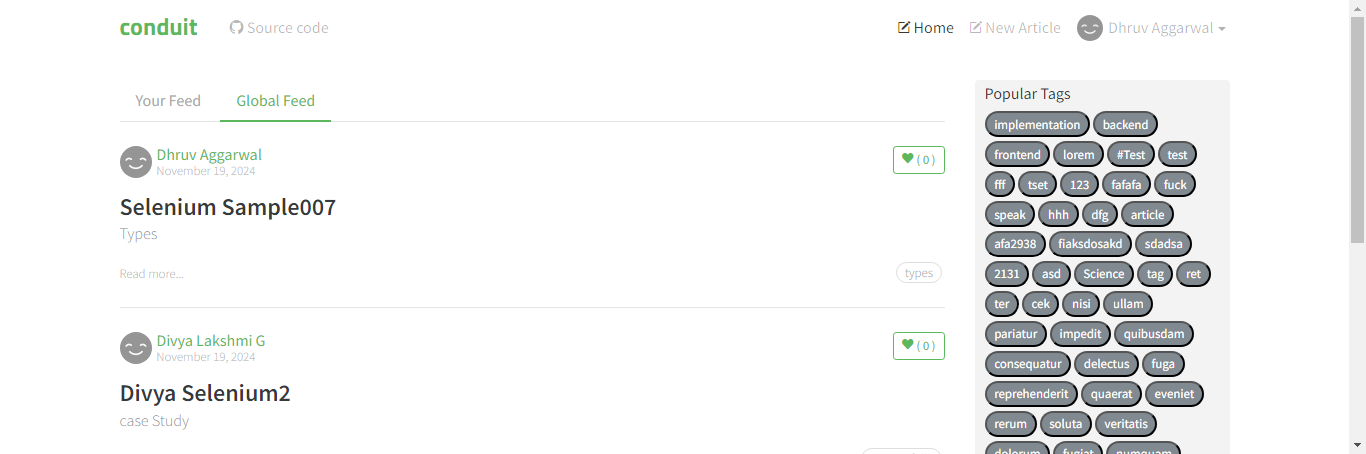 conduit Source code Home New Article Dhruv Aggarwal
Your Feed Global Feed
Dhruv Aggarwal
November 19, 2024
( 0 )
Selenium Sample007
Types
Read more...
types
Divya Lakshmi G
November 19, 2024
( 0 )
Divya Selenium2
case Study
Popular Tags
implementation backend
frontend lorem #Test test
fff tset 123 fafafa fuck
speak hhh dfg article
afa2938 fiaksdosakd sdadsa
2131 asd Science tag ret
ter cek nisi ullam
pariatur impedit quibusdam
consequatur delectus fuga
reprehenderit quaerat eveniet
rerum soluta veritatis
dolorum fugiat numquam